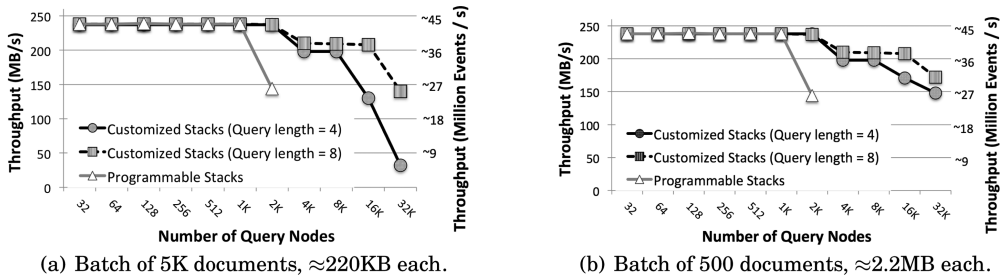 Throughput (MB/s)
250
200
150
100
50
0
Customized Stacks (Query length = 4)
Customized Stacks (Query length = 8)
Programmable Stacks
~45
~36
~27
~18
~9
Throughput (Million Events / s)
32 64 128 256 512 1K 2K 4K 8K 16K 32K
Number of Query Nodes
(a) Batch of 5K documents, ≈220KB each.
Throughput (MB/s)
250
200
150
100
50
0
Customized Stacks (Query length = 4)
Customized Stacks (Query length = 8)
Programmable Stacks
~45
~36
~27
~18
~9
Throughput (Million Events / s)
32 64 128 256 512 1K 2K 4K 8K 16K 32K
Number of Query Nodes
(b) Batch of 500 documents, ≈2.2MB each.